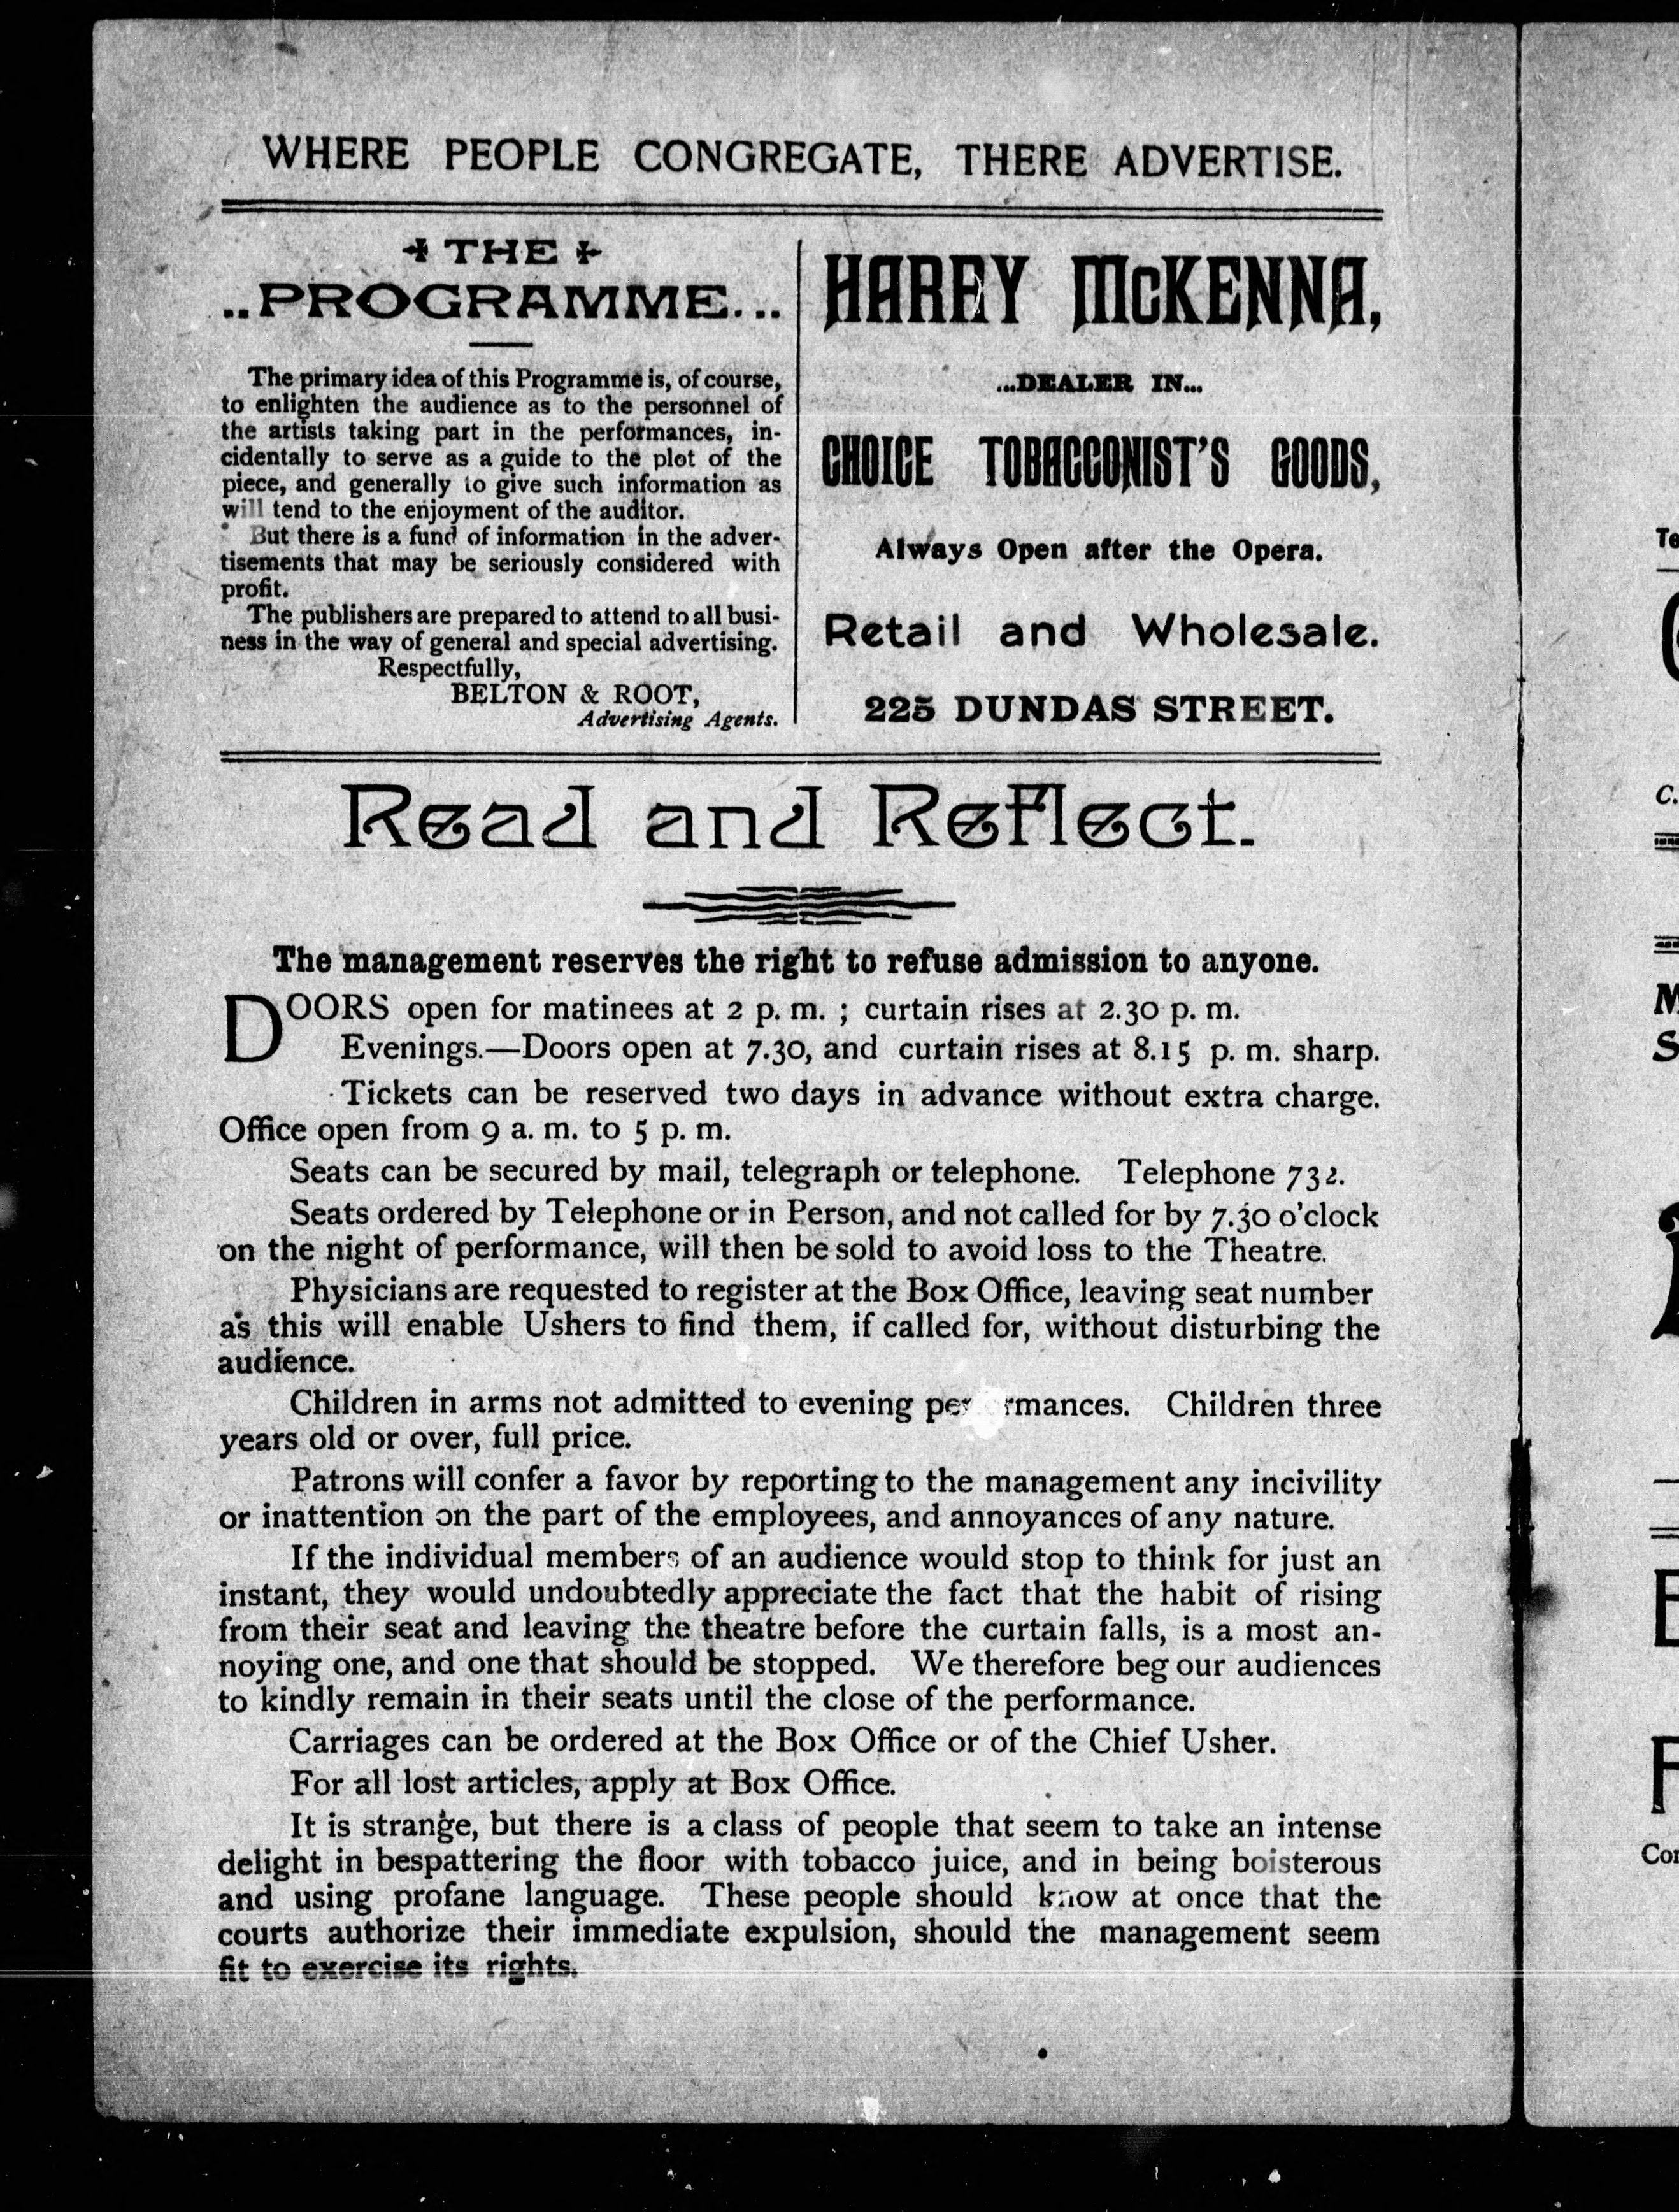 WHERE PEOPLE CONGREGATE, THERE ADVERTISE.
THE
..PROGRAMME...
The primary idea of this Programme is, of course,
to enlighten the audience as to the personnel of
the artists taking part in the performances, in-
cidentally to serve as a guide to the plot of the
piece, and generally to give such information as
will tend to the enjoyment of the auditor.
But there is a fund of information in the adver-
tisements that may be seriously considered with
profit.
The publishers are prepared to attend to all busi-
ness in the way of general and special advertising.
Respectfully,
BELTON & ROOT,
Advertising Agents.
HARRY McKENNA,
...DEALER IN...
CHOICE TOBACCONIST'S GOODS,
Always Open after the Opera.
Retail and Wholesale.
225 DUNDAS STREET.
Read and Reflect.
The management reserves the right to refuse admission to anyone.
DOORS open for matinees at 2 p. m. ; curtain rises at 2.30 p. m.
Evenings.—Doors open at 7.30, and curtain rises at 8.15 p. m. sharp.
Tickets can be reserved two days in advance without extra charge.
Office open from 9 a. m. to 5 p. m.
Seats can be secured by mail, telegraph or telephone. Telephone 732.
Seats ordered by Telephone or in Person, and not called for by 7.30 o'clock
on the night of performance, will then be sold to avoid loss to the Theatre.
Physicians are requested to register at the Box Office, leaving seat number
as this will enable Ushers to find them, if called for, without disturbing the
audience.
Children in arms not admitted to evening performances. Children three
years old or over, full price.
Patrons will confer a favor by reporting to the management any incivility
or inattention on the part of the employees, and annoyances of any nature.
If the individual members of an audience would stop to think for just an
instant, they would undoubtedly appreciate the fact that the habit of rising
from their seat and leaving the theatre before the curtain falls, is a most an-
noying one, and one that should be stopped. We therefore beg our audiences
to kindly remain in their seats until the close of the performance.
Carriages can be ordered at the Box Office or of the Chief Usher.
For all lost articles, apply at Box Office.
It is strange, but there is a class of people that seem to take an intense
delight in bespattering the floor with tobacco juice, and in being boisterous
and using profane language. These people should know at once that the
courts authorize their immediate expulsion, should the management seem
fit to exercise its rights.